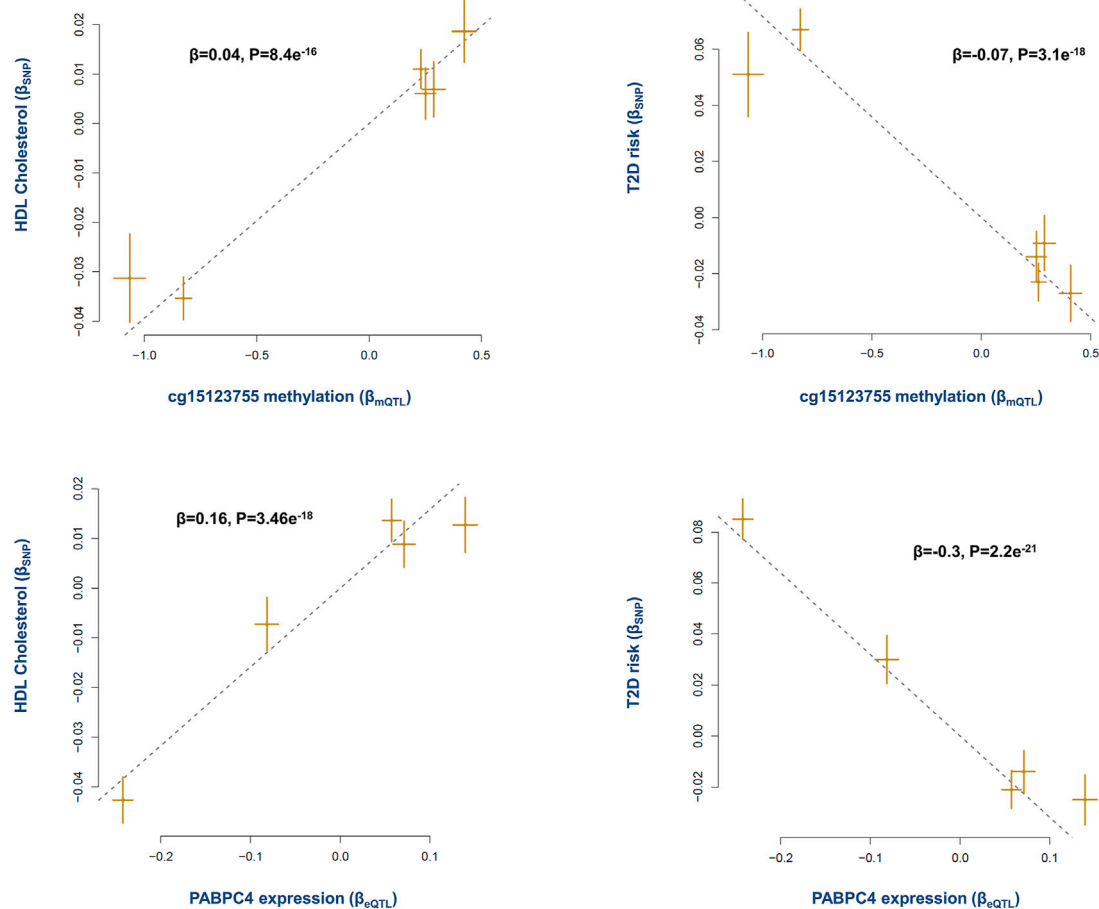 HDL Cholesterol (βSNP)
0.02
0.01
0.00
−0.01
−0.02
−0.03
−0.04
β=0.04, P=8.4e-16
−1.0 −0.5 0.0 0.5
cg15123755 methylation (βmQTL)
T2D risk (βSNP)
0.06
0.04
0.02
0.00
−0.02
−0.04
β=-0.07, P=3.1e-18
−1.0 −0.5 0.0 0.5
cg15123755 methylation (βmQTL)
HDL Cholesterol (βSNP)
0.02
0.01
0.00
−0.01
−0.02
−0.03
−0.04
β=0.16, P=3.46e-18
−0.2 −0.1 0.0 0.1
PABPC4 expression (βeQTL)
T2D risk (βSNP)
0.08
0.06
0.04
0.02
0.00
−0.02
β=-0.3, P=2.2e-21
−0.2 −0.1 0.0 0.1
PABPC4 expression (βeQTL)